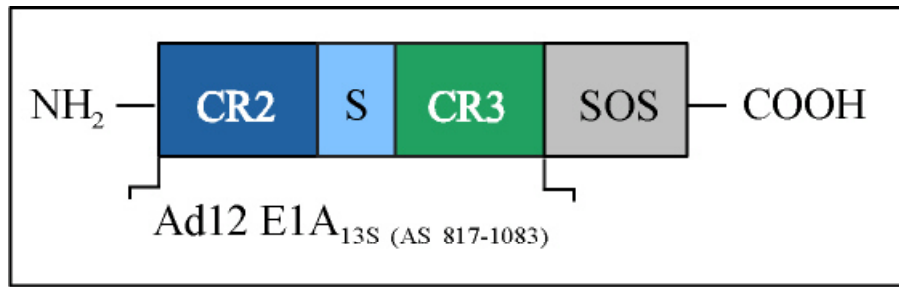 NH2 CR2 S CR3 SOS COOH
Ad12 E1A13S (AS 817-1083)